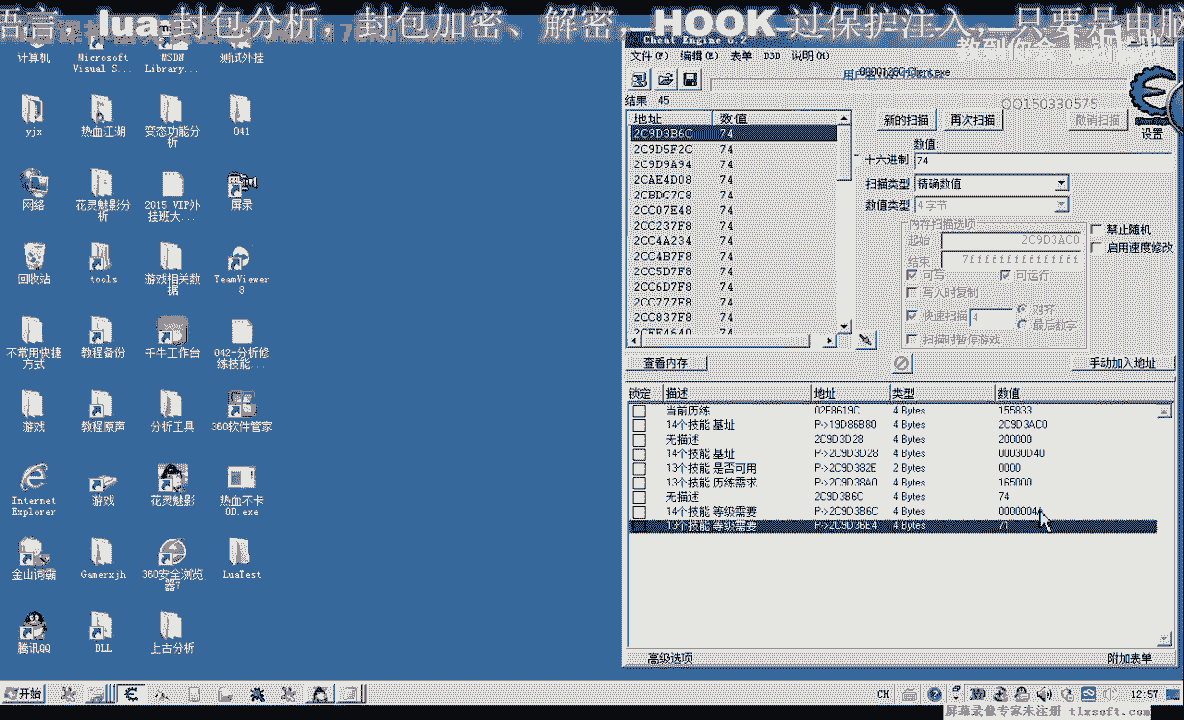 语言，lua 封包分析，封包加密、解密，HOOK 过保护注入，只要是电脑
计算机
Microsoft Visual S...
MSDN Library...
测试外挂
yjx
热血江湖
变态功能分析
041
网络
花灵魅影分析
2015 VIP外挂班大...
屏录
回收站
tools
游戏相关数据
TeamViewer 8
不常用快捷方式
教程备份
千牛工作台
042-分析修练技能...
游戏
教程原声
分析工具
360软件管家
Internet Explorer
游戏
花灵魅影
热血不卡OD.exe
金山词霸
Gamerxjh
360安全浏览器7
LuaTest
腾讯QQ
DLL
上古分析
Cheat Engine 6.2
文件(F) 编辑(E) 表单 D3D 说明(H)
QQ150330575
结果 45
设置
地址 数值
2C9D3B6C 74
2C9D5F2C 74
2C9D9A94 74
2CAE4D08 74
2CBDC7C8 74
2CC07E48 74
2CC237F8 74
2CC4A234 74
2CC4B7F8 74
2CC5D7F8 74
2CC6D7F8 74
2CC777F8 74
2CC837F8 74
2CEE4640 74
新的扫描 再次扫描 撤销扫描
数值:
十六进制 74
扫描类型 精确数值
数值类型 4 字节
内存扫描选项
起始 2C9D3AC0
结束 7fffffffffffffff
可写 可运行
写入时复制
快速扫描 4 对齐
最后数字
扫描时暂停游戏
禁止随机
启用速度修改
查看内存 手动加入地址
锁定 描述 地址 类型 数值
当前历练 02F8619C 4 Bytes 155833
14个技能 基址 P->19D86B80 4 Bytes 2C9D3AC0
无描述 2C9D3D28 4 Bytes 200000
14个技能 基址 P->2C9D3D28 4 Bytes 00030D40
13个技能 是否可用 P->2C9D382E 2 Bytes 0000
13个技能 历练需求 P->2C9D38A0 4 Bytes 165000
无描述 2C9D3B6C 4 Bytes 74
14个技能 等级需要 P->2C9D3B6C 4 Bytes 0000004A
13个技能 等级需要 P->2C9D36E4 4 Bytes 71
高级选项 附加表单
开始
CH
12:57
屏幕录像专家未注册 tlxsoft.com